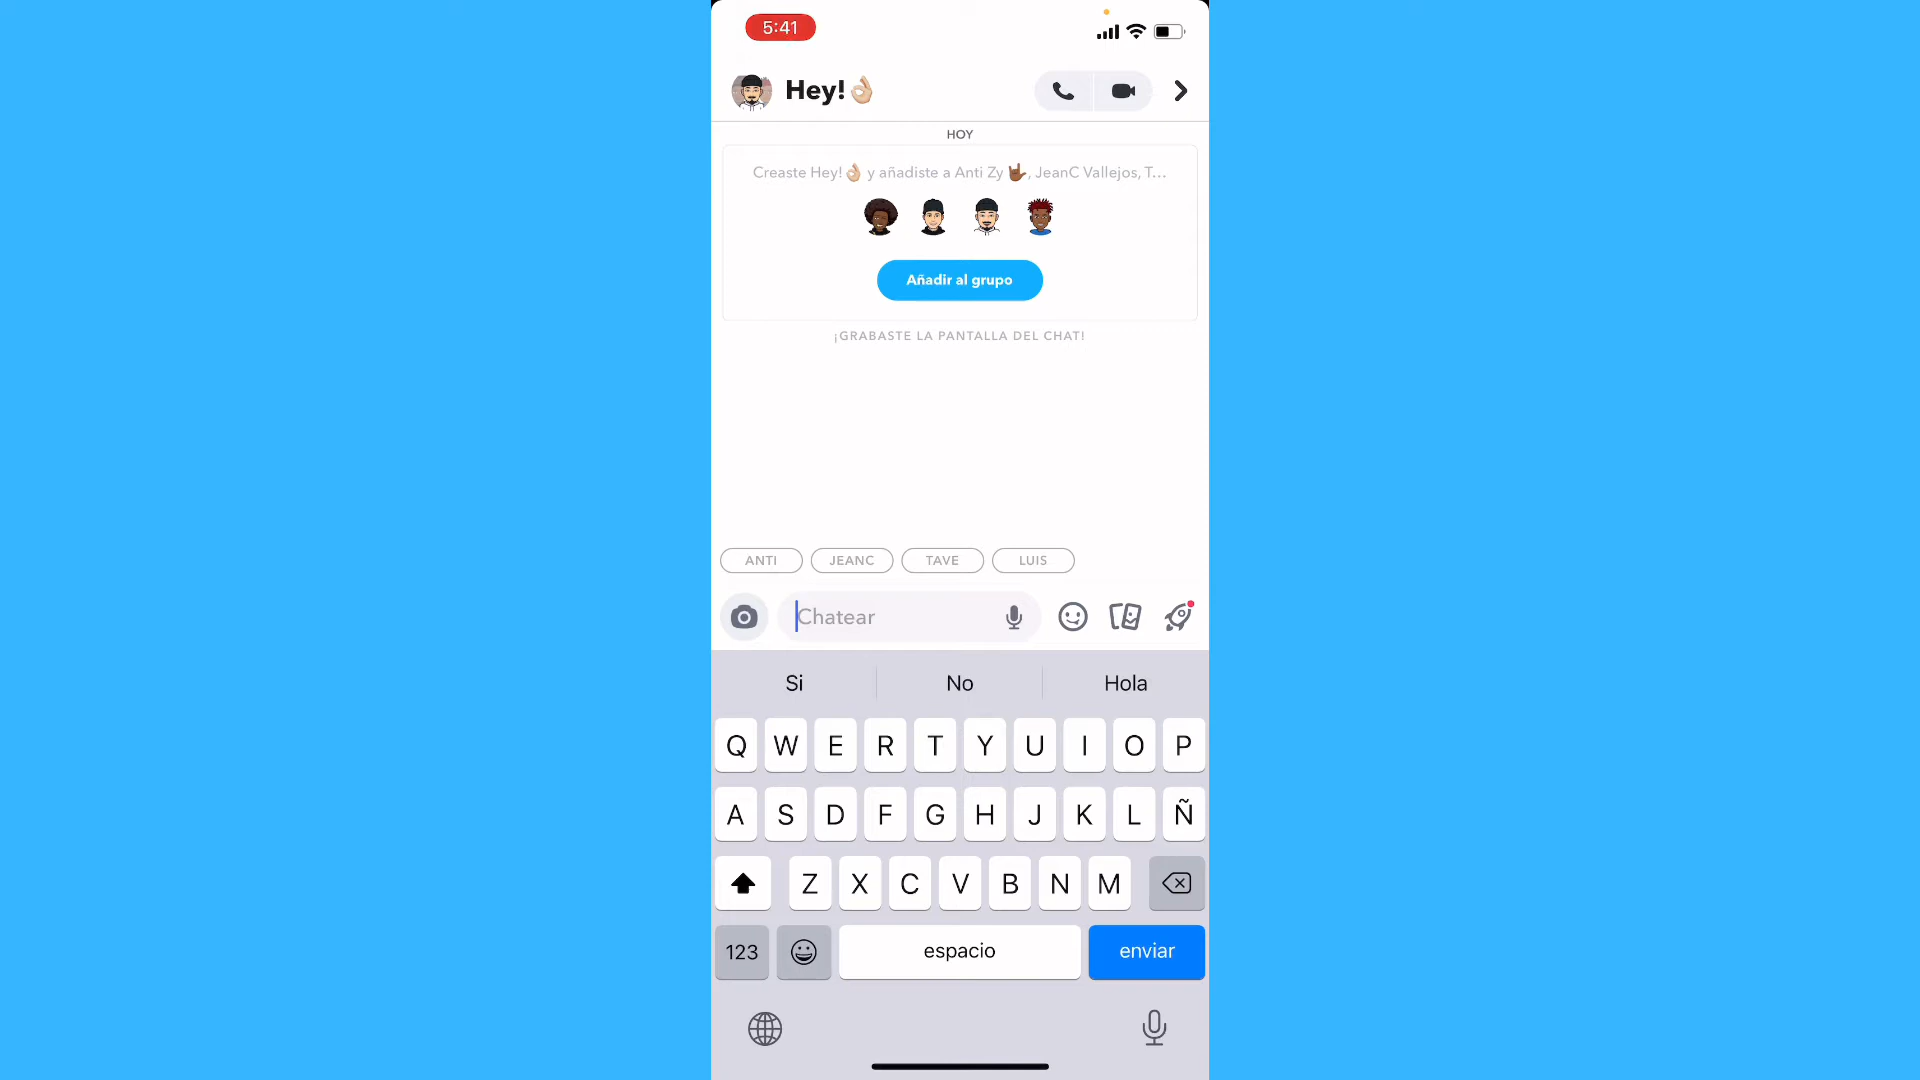 5:41
Hey!👌🏼
HOY
Creaste Hey!👌🏼 y añadiste a Anti Zy 🤟🏾, JeanC Vallejos, T...
Añadir al grupo
¡GRABASTE LA PANTALLA DEL CHAT!
ANTI JEANC TAVE LUIS
Chatear
Si No Hola
Q W E R T Y U I O P
A S D F G H J K L Ñ
Z X C V B N M
123 espacio enviar